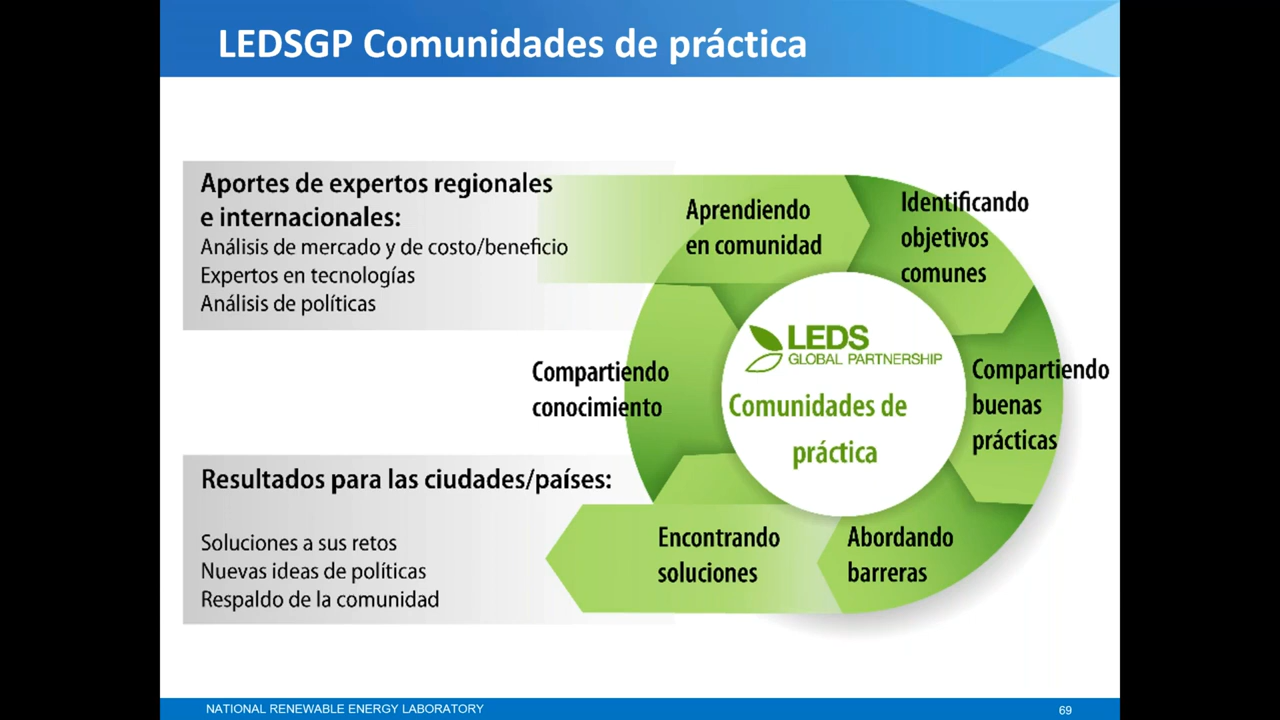 LEDSGP Comunidades de práctica
Aportes de expertos regionales
e internacionales:
Análisis de mercado y de costo/beneficio
Expertos en tecnologías
Análisis de políticas
Aprendiendo
en comunidad
Identificando
objetivos
comunes
Compartiendo
buenas
prácticas
Abordando
barreras
Encontrando
soluciones
Compartiendo
conocimiento
LEDS
GLOBAL PARTNERSHIP
Comunidades de
práctica
Resultados para las ciudades/países:
Soluciones a sus retos
Nuevas ideas de políticas
Respaldo de la comunidad
NATIONAL RENEWABLE ENERGY LABORATORY
69